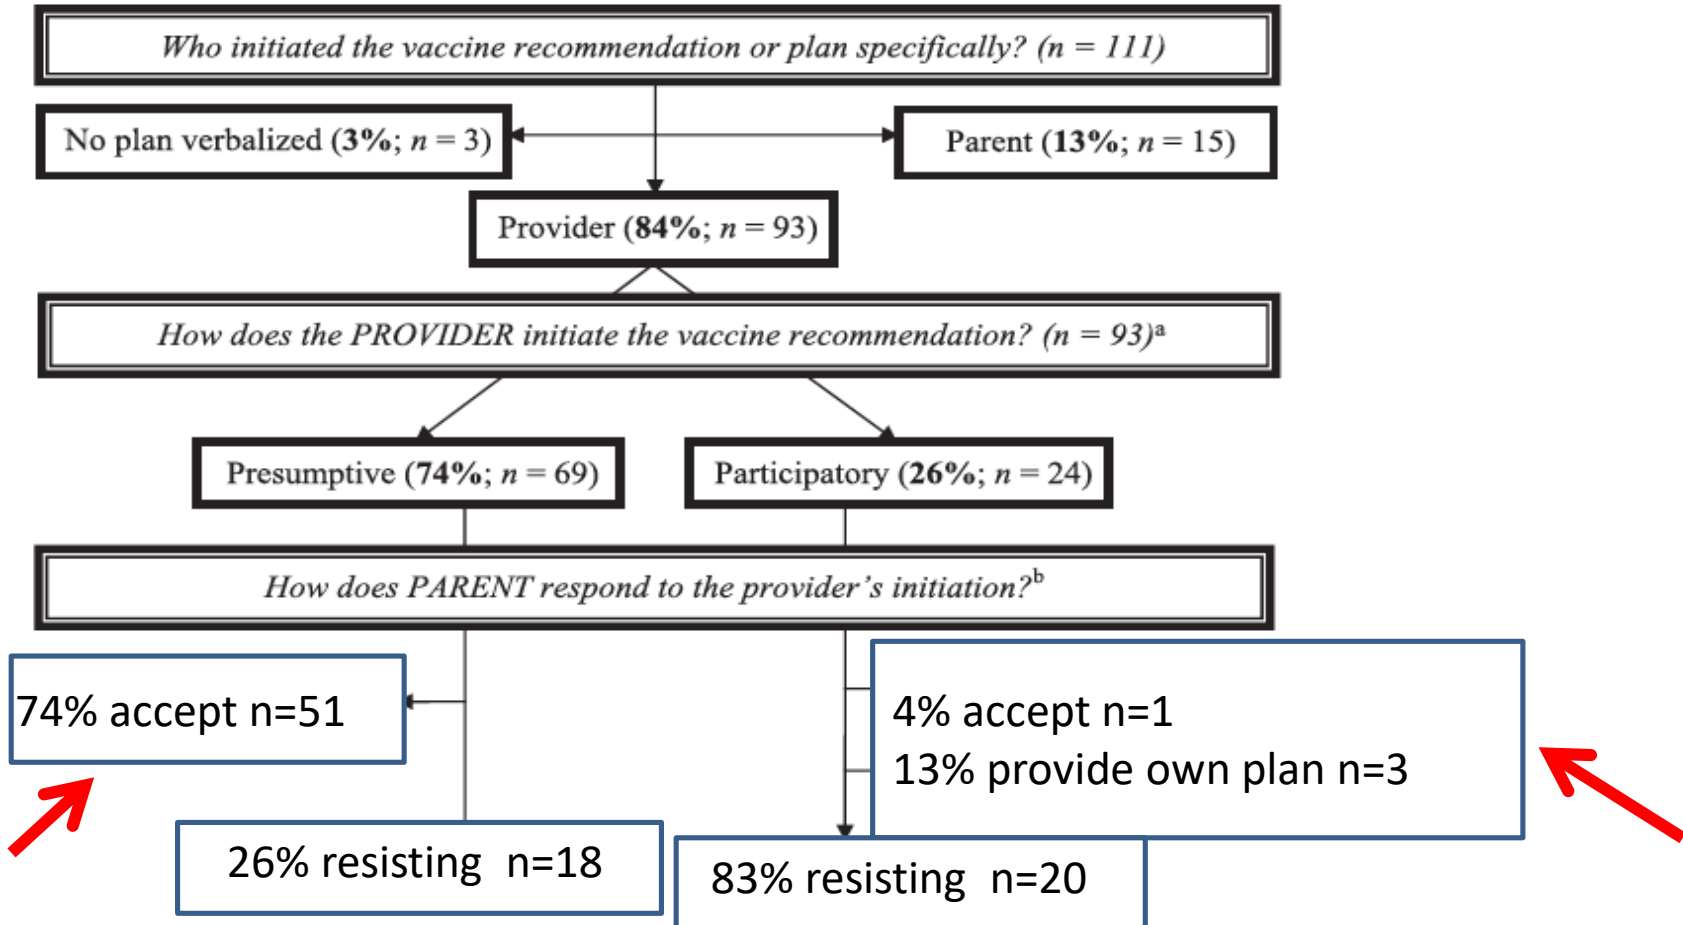 Who initiated the vaccine recommendation or plan specifically? (n = 111)
No plan verbalized (3%; n = 3)
Parent (13%; n = 15)
Provider (84%; n = 93)
How does the PROVIDER initiate the vaccine recommendation? (n = 93)ᵃ
Presumptive (74%; n = 69)
Participatory (26%; n = 24)
How does PARENT respond to the provider’s initiation?ᵇ
74% accept n=51
4% accept n=1
13% provide own plan n=3
26% resisting  n=18
83% resisting  n=20